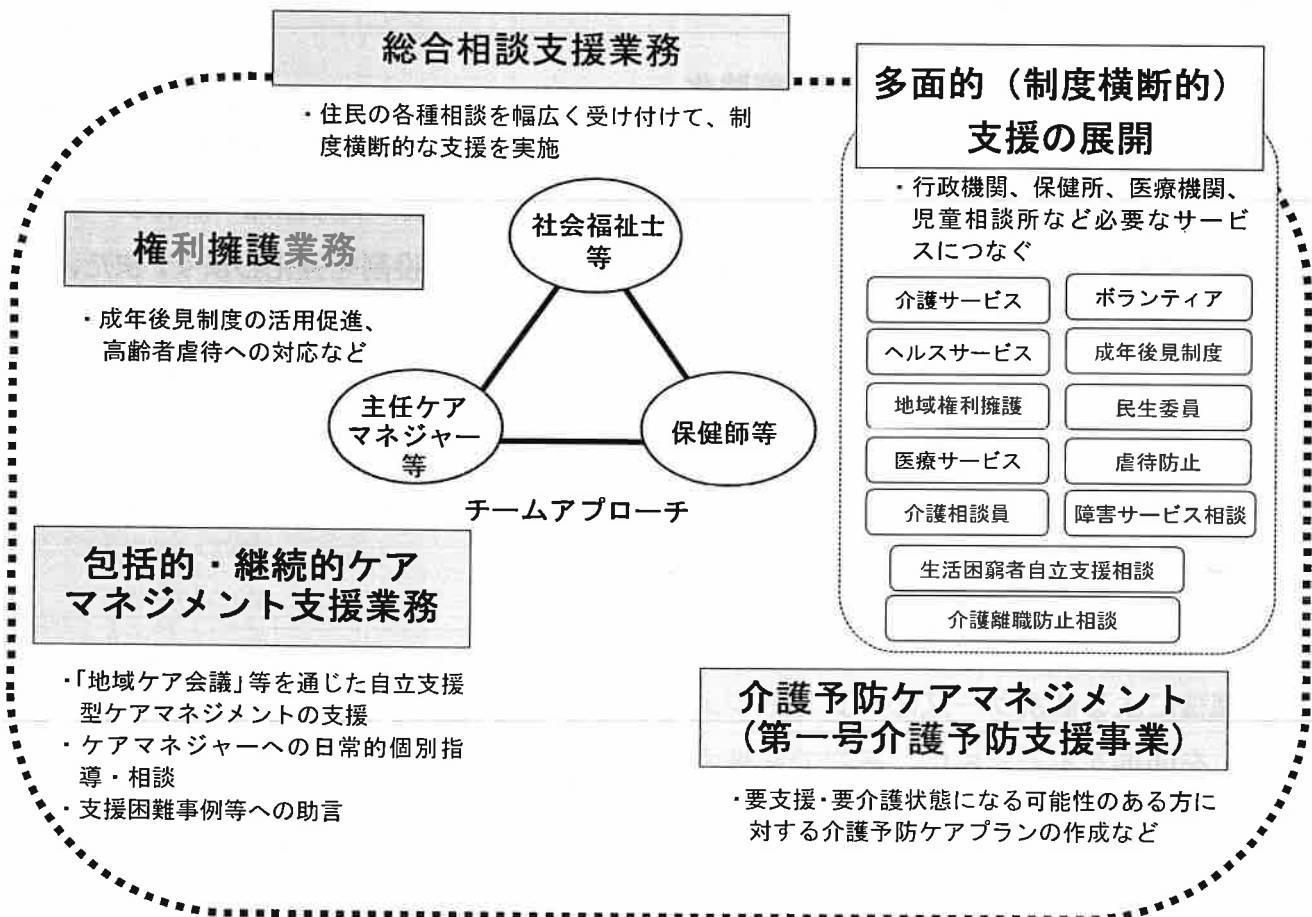 総合相談支援業務
・住民の各種相談を幅広く受け付けて、制
度横断的な支援を実施
多面的（制度横断的）
支援の展開
・行政機関、保健所、医療機関、
児童相談所など必要なサービ
スにつなぐ
介護サービス
ボランティア
ヘルスサービス
成年後見制度
地域権利擁護
民生委員
医療サービス
虐待防止
介護相談員
障害サービス相談
生活困窮者自立支援相談
介護離職防止相談
権利擁護業務
・成年後見制度の活用促進、
高齢者虐待への対応など
社会福祉士
等
主任ケア
マネジャー
等
保健師等
チームアプローチ
包括的・継続的ケア
マネジメント支援業務
・「地域ケア会議」等を通じた自立支援
型ケアマネジメントの支援
・ケアマネジャーへの日常的個別指
導・相談
・支援困難事例等への助言
介護予防ケアマネジメント
（第一号介護予防支援事業）
・要支援・要介護状態になる可能性のある方に
対する介護予防ケアプランの作成など